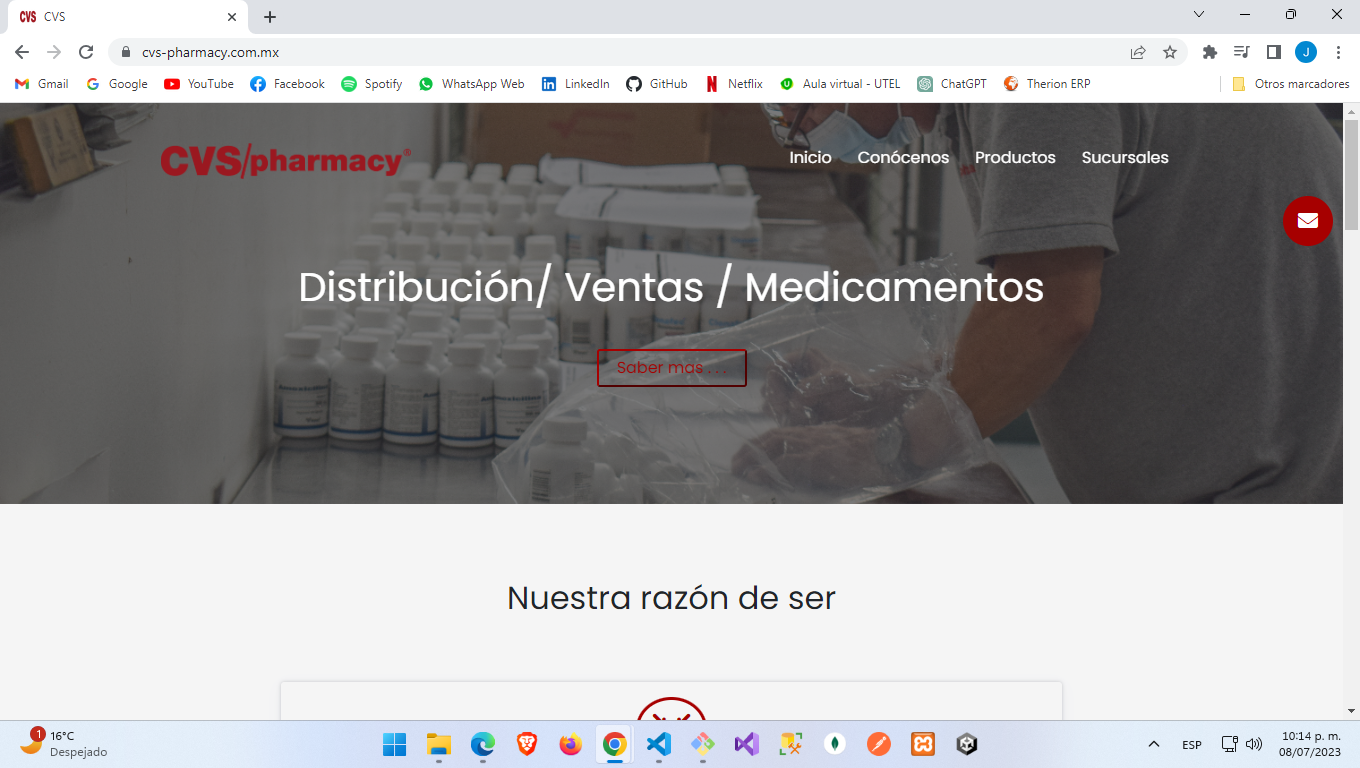 CVS CVS
cvs-pharmacy.com.mx
J
Gmail Google YouTube Facebook Spotify WhatsApp Web LinkedIn GitHub Netflix Aula virtual - UTEL ChatGPT Therion ERP Otros marcadores
CVS/pharmacy®
Inicio Conócenos Productos Sucursales
Distribución/ Ventas / Medicamentos
Saber mas . . .
Nuestra razón de ser
1
16°C
Despejado
ESP
10:14 p. m.
08/07/2023